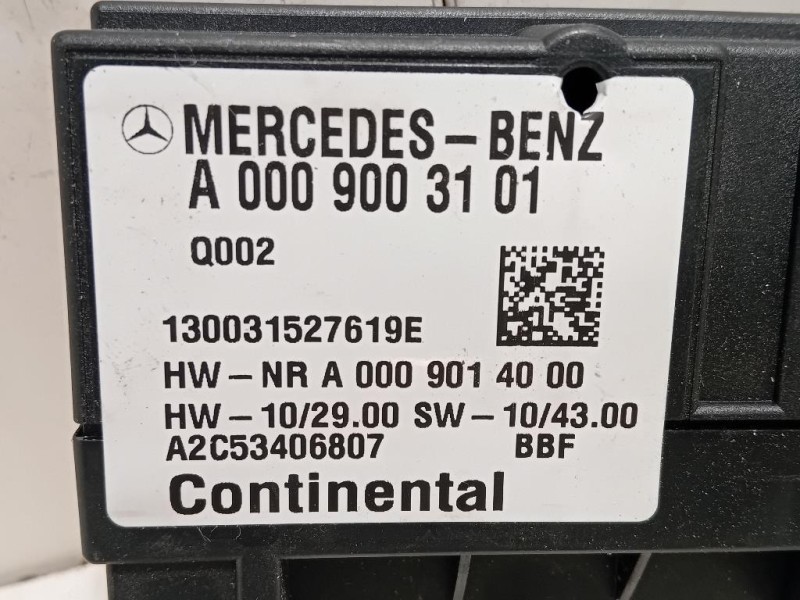 MERCEDES-BENZ
A 000 900 31 01
Q002
130031527619E
HW-NR A 000 901 40 00
HW-10/29.00 SW-10/43.00
A2C53406807 BBF
Continental